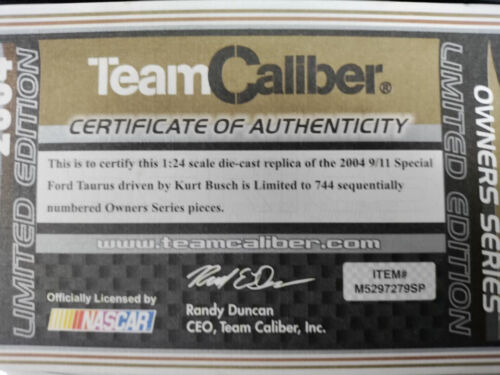 2004
LIMITED EDITION
TeamCaliber®
CERTIFICATE OF AUTHENTICITY
This is to certify this 1:24 scale die-cast replica of the 2004 9/11 Special
Ford Taurus driven by Kurt Busch is Limited to 744 sequentially
numbered Owners Series pieces.
www.teamcaliber.com
Officially Licensed by
NASCAR
Randy Duncan
CEO, Team Caliber, Inc.
ITEM#
M5297279SP
LIMITED EDITION
OWNERS SERIES